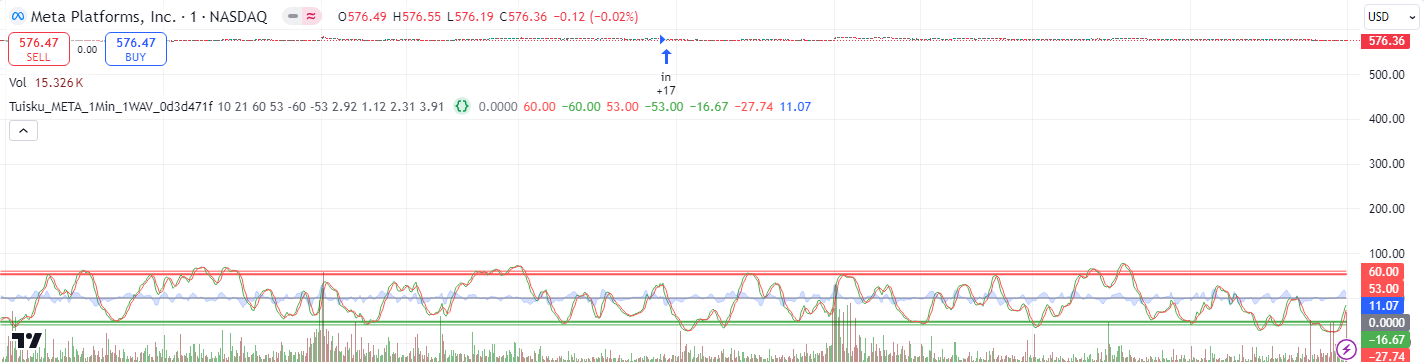 Meta Platforms, Inc. · 1 · NASDAQ O576.49 H576.55 L576.19 C576.36 −0.12 (−0.02%) USD
576.47 SELL 0.00 576.47 BUY
576.36
Vol 15.326 K
500.00
in
+17
Tuisku_META_1Min_1WAV_0d3d471f 10 21 60 53 -60 -53 2.92 1.12 2.31 3.91 0.0000 60.00 −60.00 53.00 −53.00 −16.67 −27.74 11.07
400.00
300.00
200.00
100.00
60.00
53.00
11.07
0.0000
−16.67
−27.74